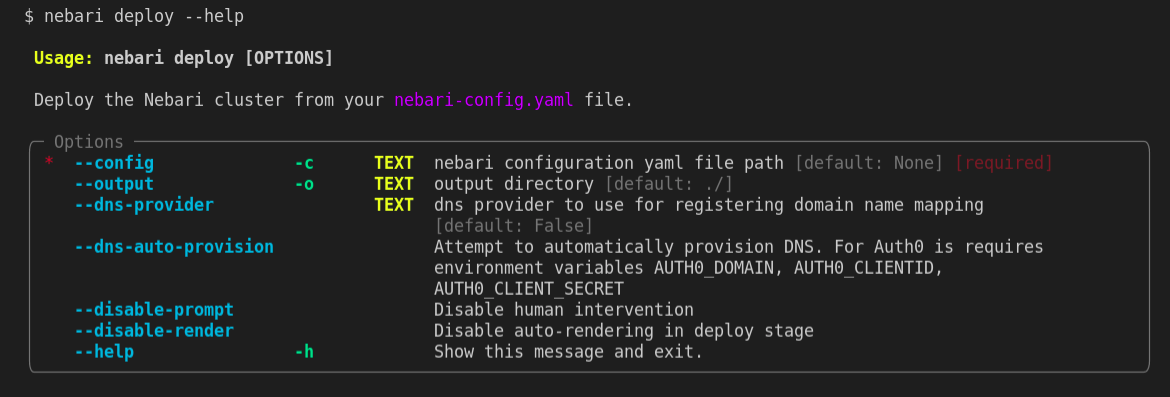 $ nebari deploy --help
Usage: nebari deploy [OPTIONS]
Deploy the Nebari cluster from your nebari-config.yaml file.
Options
* --config -c TEXT nebari configuration yaml file path [default: None] [required]
--output -o TEXT output directory [default: ./]
--dns-provider TEXT dns provider to use for registering domain name mapping
[default: False]
--dns-auto-provision Attempt to automatically provision DNS. For Auth0 is requires
environment variables AUTH0_DOMAIN, AUTH0_CLIENTID,
AUTH0_CLIENT_SECRET
--disable-prompt Disable human intervention
--disable-render Disable auto-rendering in deploy stage
--help -h Show this message and exit.